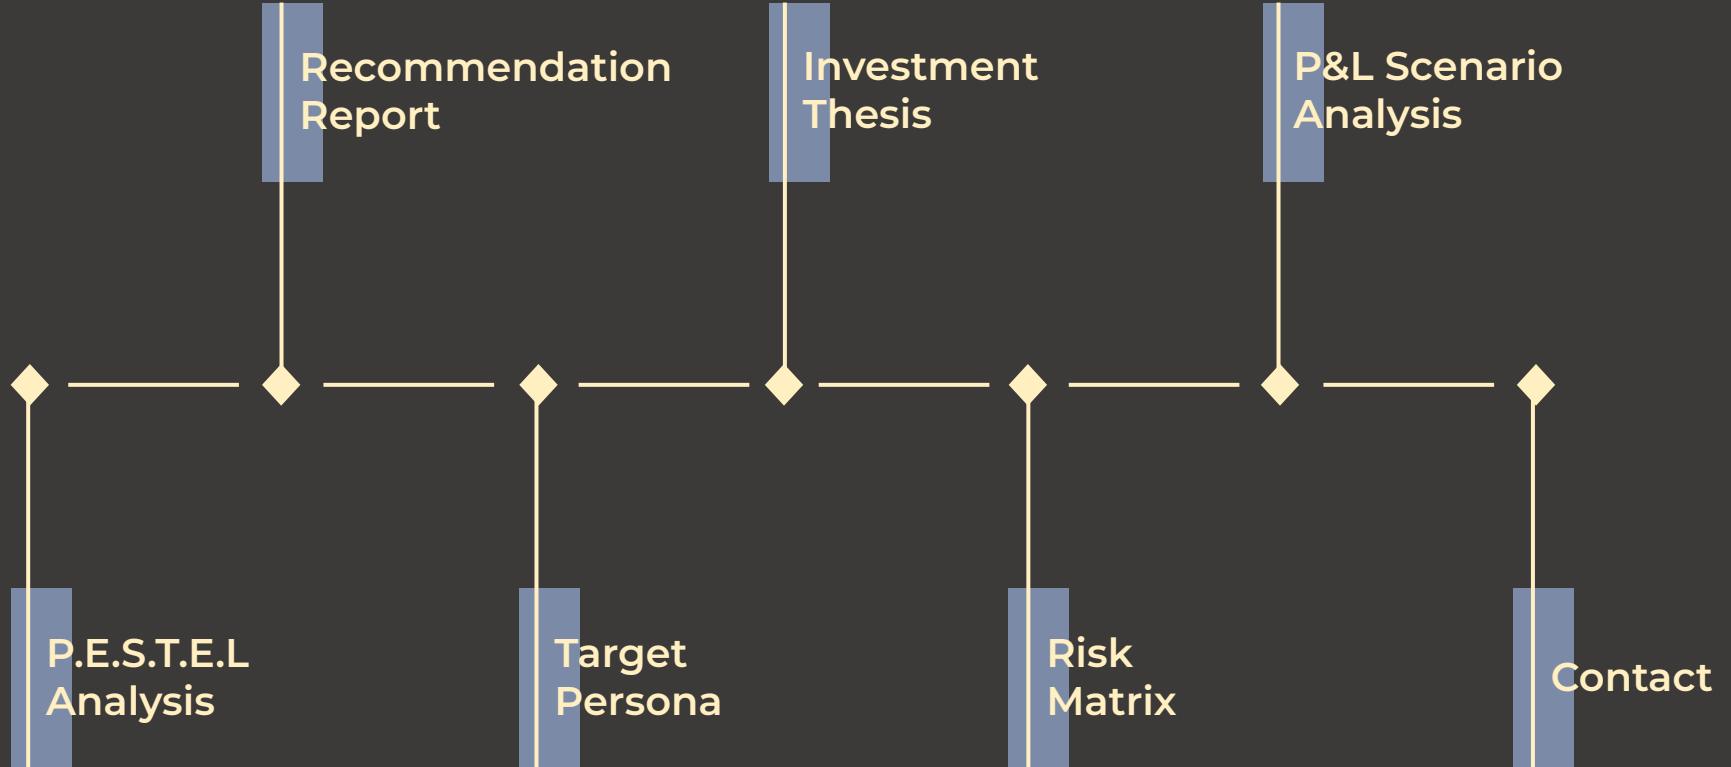 Recommendation
Report
Investment
Thesis
P&L Scenario
Analysis
P.E.S.T.E.L
Analysis
Target
Persona
Risk
Matrix
Contact